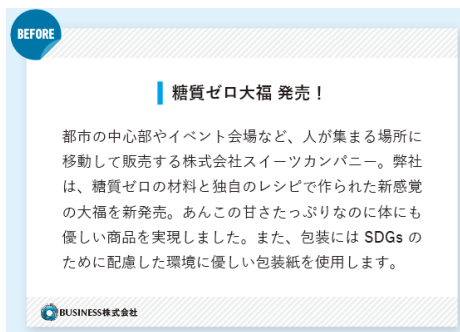 BEFORE
糖質ゼロ大福 発売！
都市の中心部やイベント会場など、人が集まる場所に
移動して販売する株式会社スイーツカンパニー。弊社
は、糖質ゼロの材料と独自のレシピで作られた新感覚
の大福を新発売。あんこの甘さたっぷりなのに体にも
優しい商品を実現しました。また、包装には SDGs の
ために配慮した環境に優しい包装紙を使用します。
BUSINESS株式会社